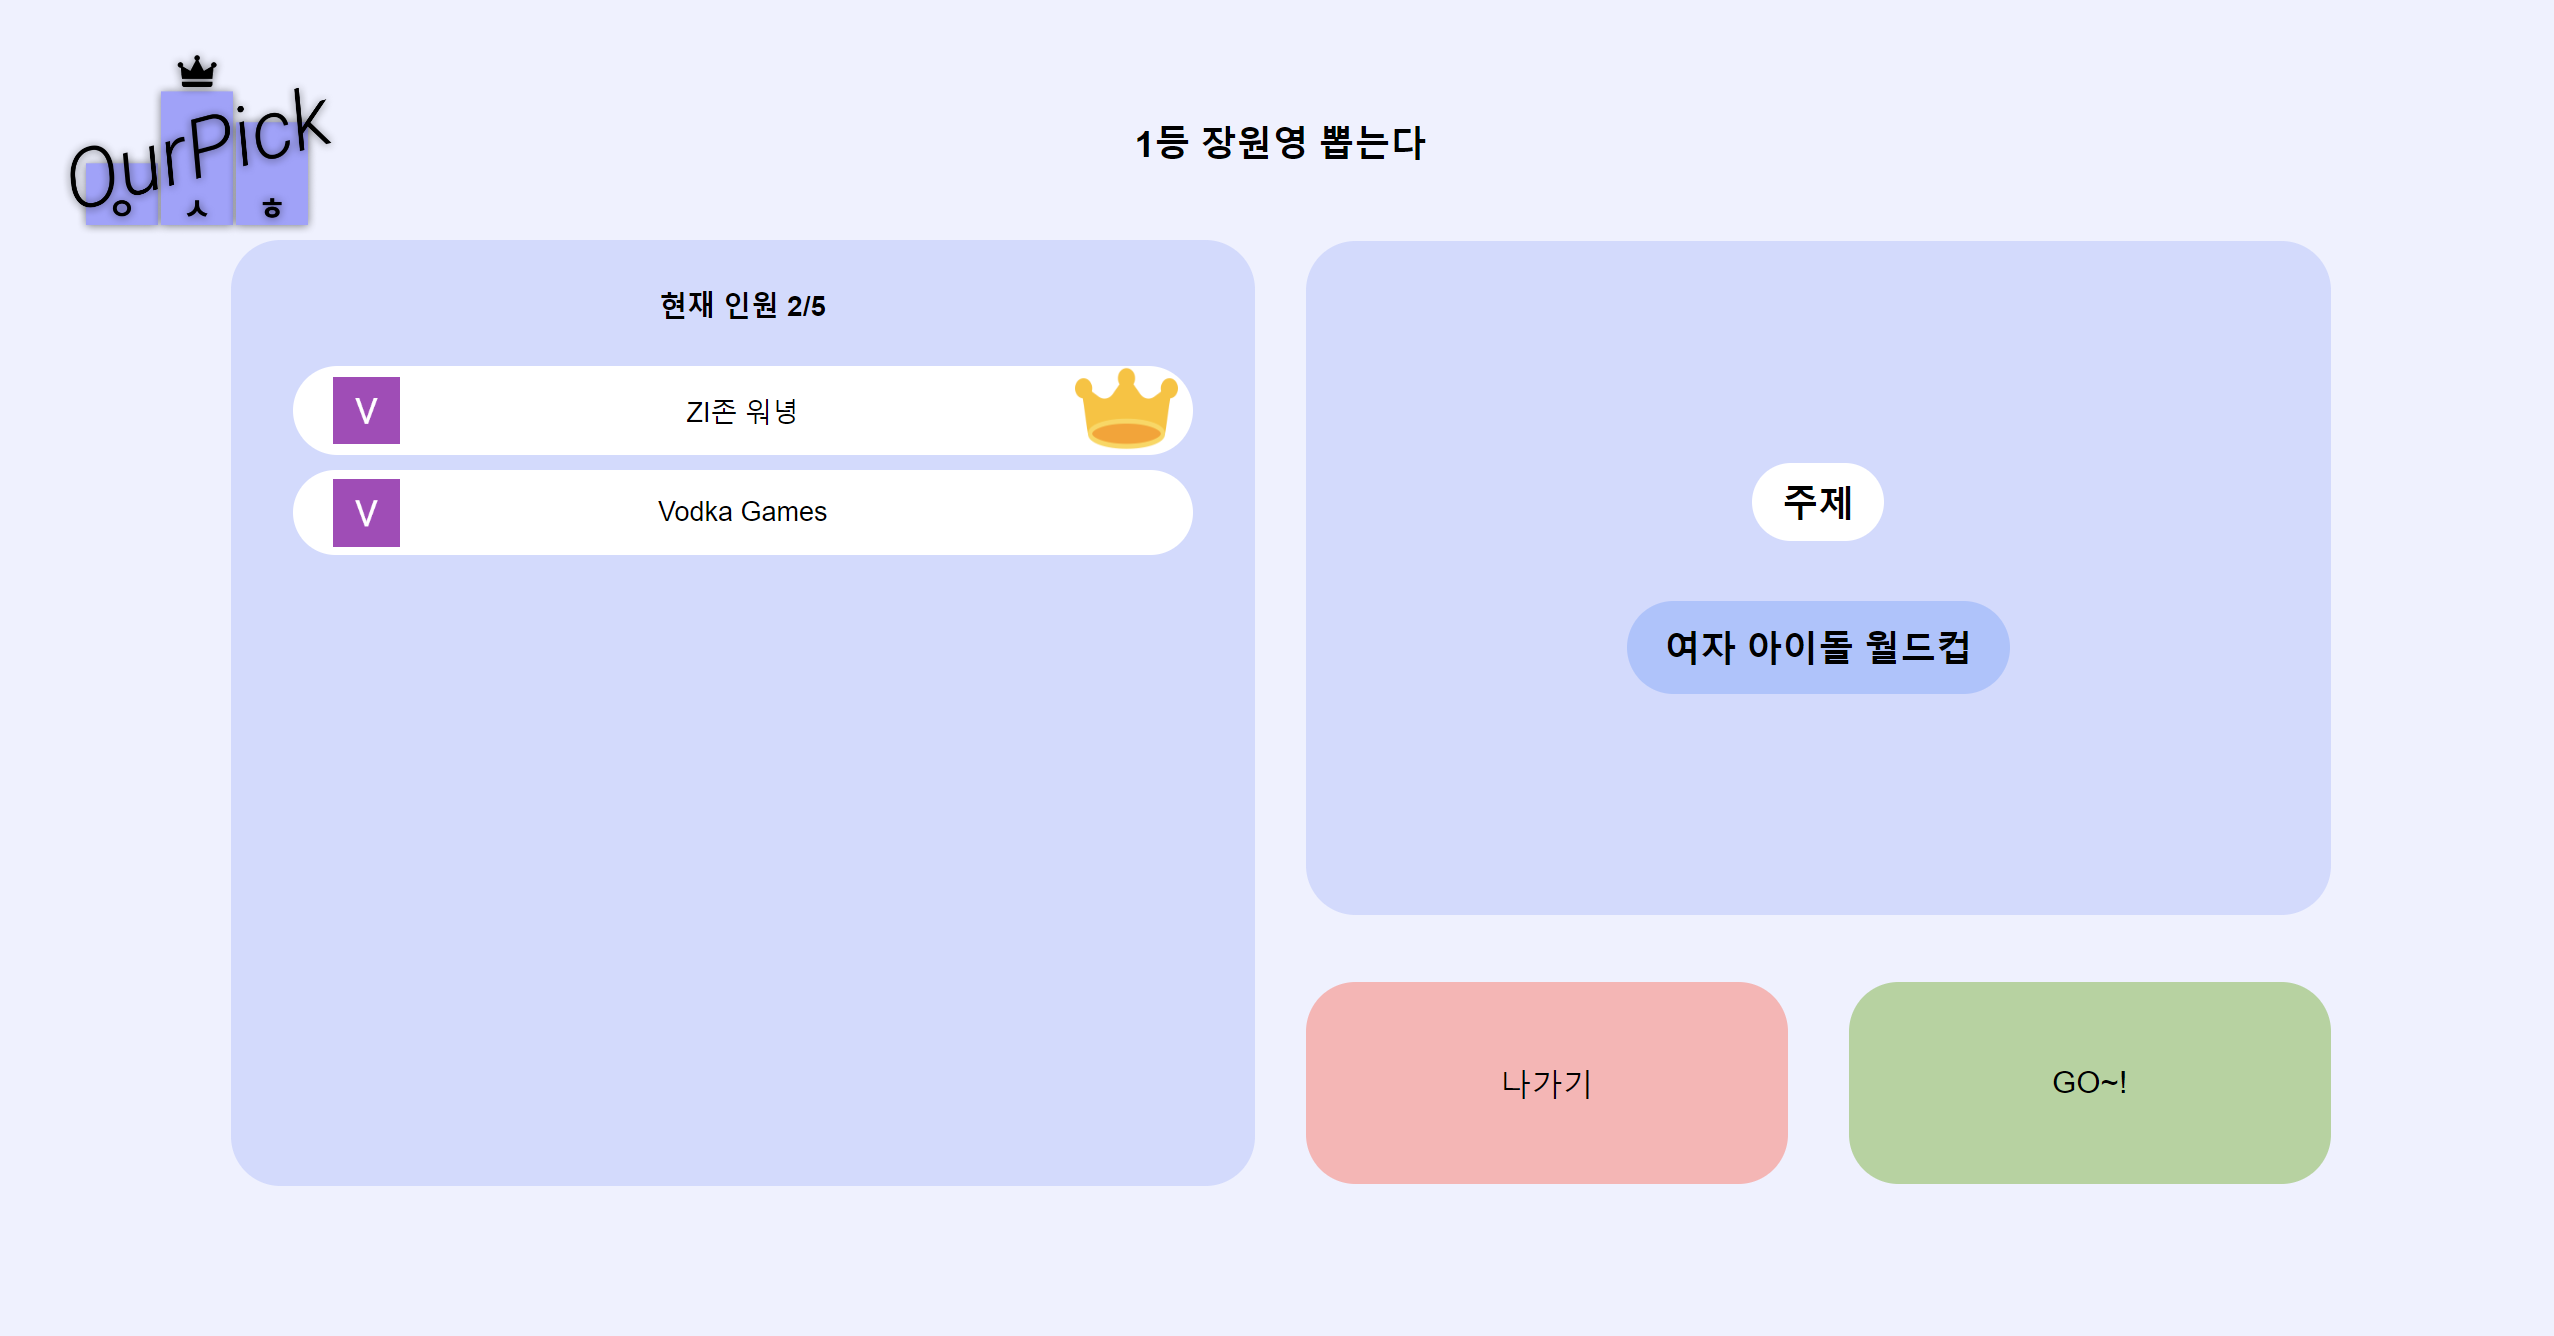 OurPick
ㅇ ㅅ ㅎ
1등 장원영 뽑는다
현재 인원 2/5
V ZI존 워녕
V Vodka Games
주제
여자 아이돌 월드컵
나가기
GO~!